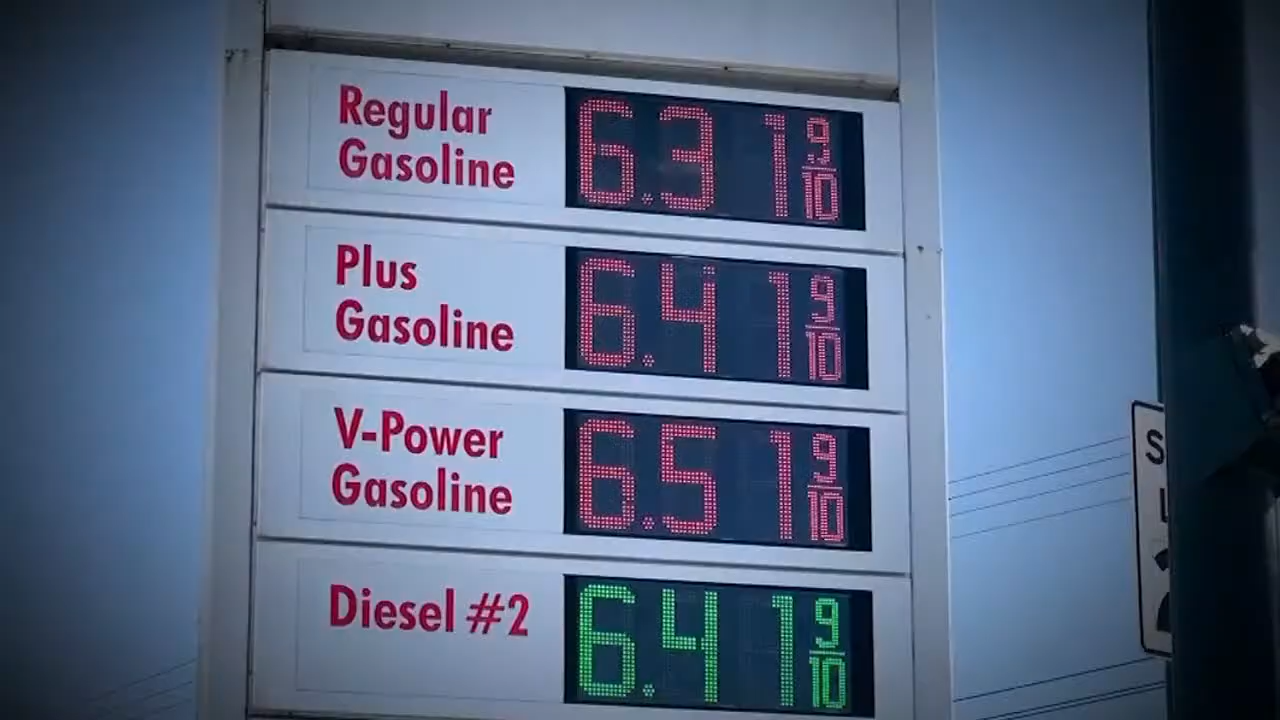 Regular
Gasoline
6.31 9/10
Plus
Gasoline
6.41 9/10
V-Power
Gasoline
6.51 9/10
Diesel #2
6.41 9/10
S